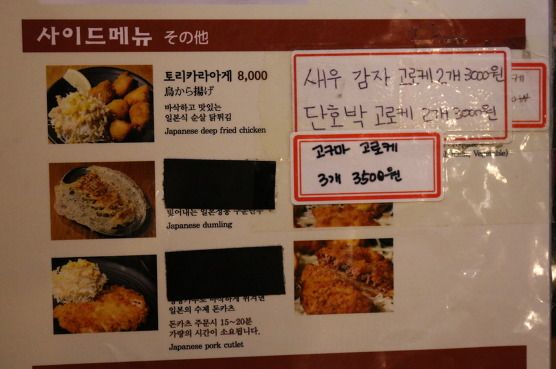 사이드메뉴 その他
토리카라아게 8,000
鳥から揚げ
바삭하고 맛있는
일본식 순살 닭튀김
Japanese deep fried chicken
새우 감자 고로케 2개 3000원
단호박 고로케 2개 3000원
고구마 고로케
3개 3500원
Japanese dumling
일본의 수제 돈카츠
돈카츠 주문시 15~20분
가량의 시간이 소요됩니다.
Japanese pork cutlet